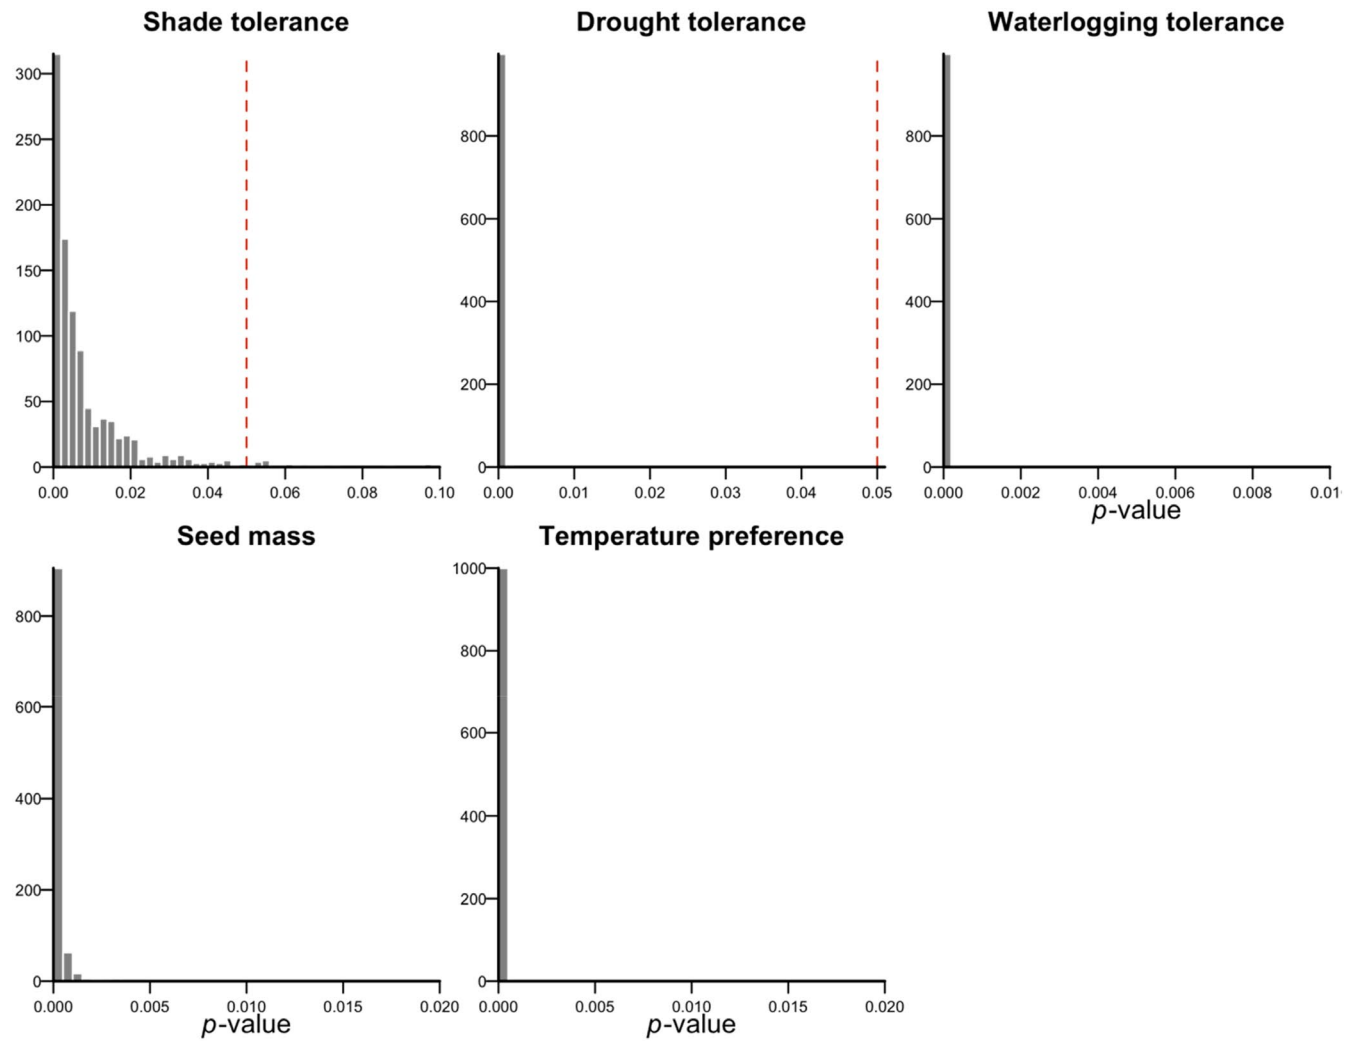 Shade tolerance
300
250
200
150
100
50
0
0.00 0.02 0.04 0.06 0.08 0.10
Drought tolerance
800
600
400
200
0
0.00 0.01 0.02 0.03 0.04 0.05
Waterlogging tolerance
800
600
400
200
0
0.000 0.002 0.004 0.006 0.008 0.01
p-value
Seed mass
800
600
400
200
0
0.000 0.005 0.010 0.015 0.020
p-value
Temperature preference
1000
800
600
400
200
0
0.000 0.005 0.010 0.015 0.020
p-value